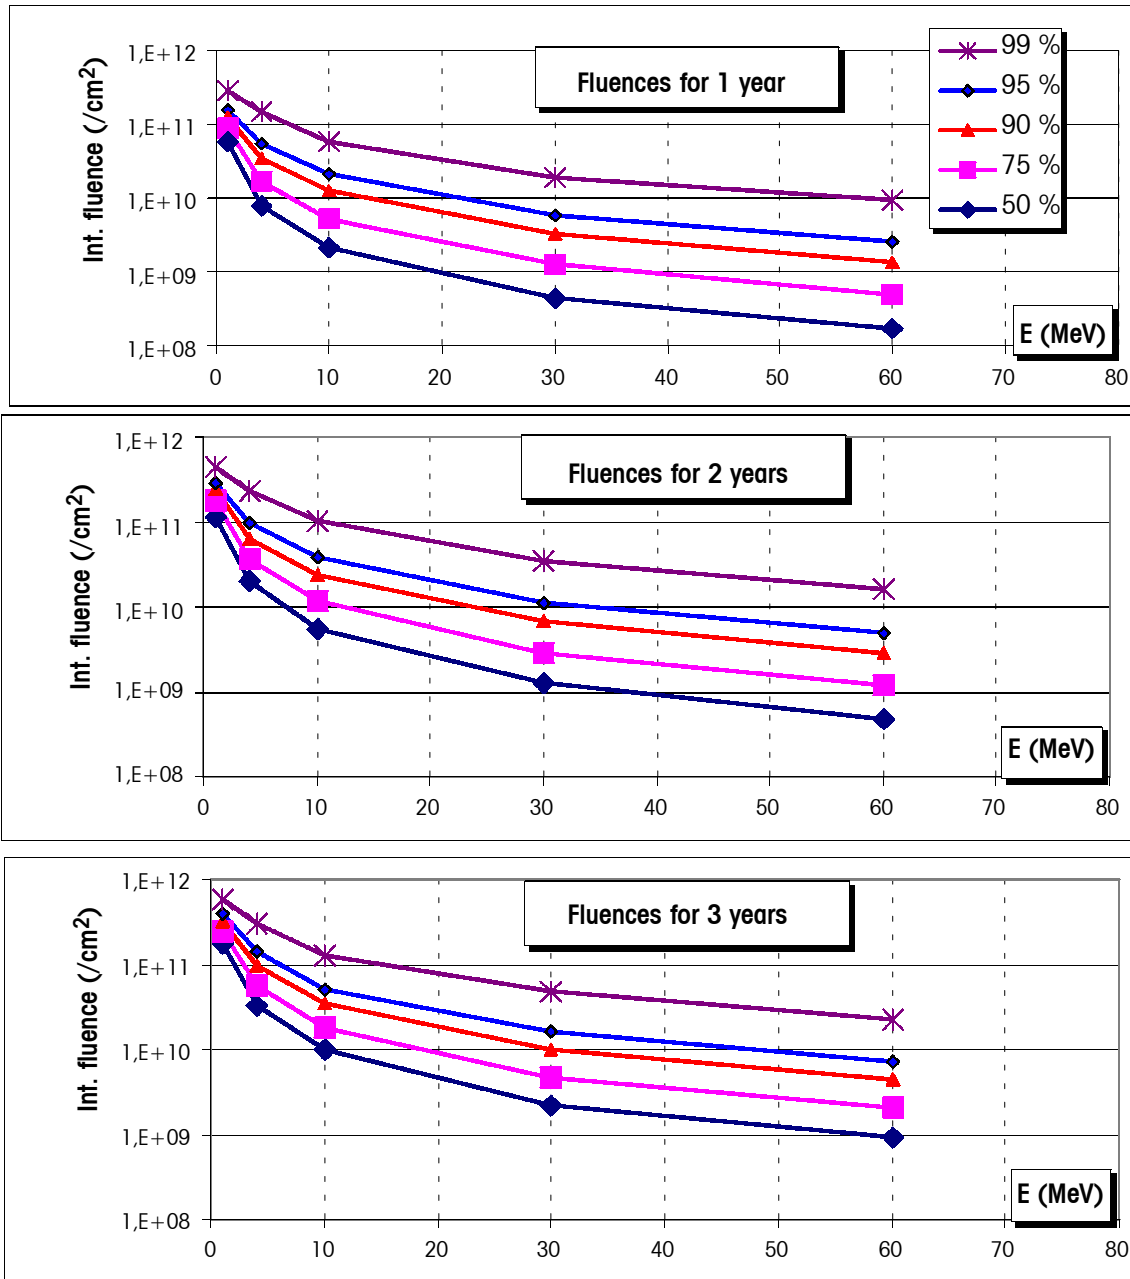 Fluences for 1 year
Int. fluence (/cm²)
1,E+12
1,E+11
1,E+10
1,E+09
1,E+08
0 10 20 30 40 50 60 70 80
E (MeV)
99 %
95 %
90 %
75 %
50 %
Fluences for 2 years
Int. fluence (/cm²)
1,E+12
1,E+11
1,E+10
1,E+09
1,E+08
0 10 20 30 40 50 60 70 80
E (MeV)
Fluences for 3 years
Int. fluence (/cm²)
1,E+12
1,E+11
1,E+10
1,E+09
1,E+08
0 10 20 30 40 50 60 70 80
E (MeV)